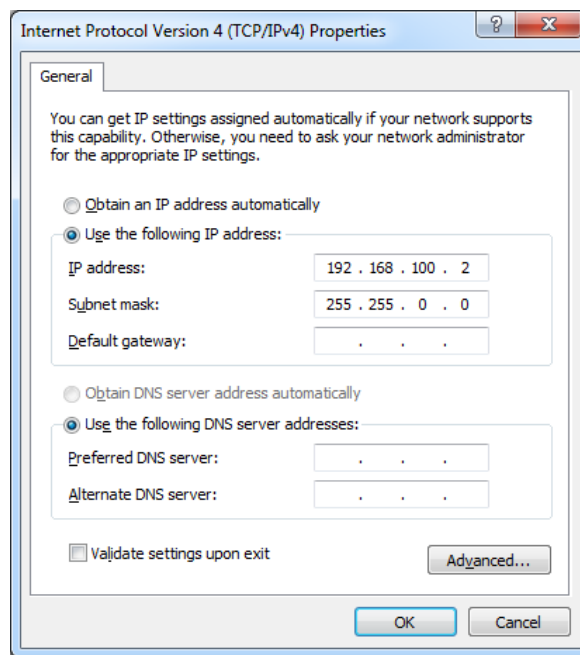 Internet Protocol Version 4 (TCP/IPv4) Properties
?
X
General
You can get IP settings assigned automatically if your network supports
this capability. Otherwise, you need to ask your network administrator
for the appropriate IP settings.
Obtain an IP address automatically
Use the following IP address:
IP address: 192 . 168 . 100 . 2
Subnet mask: 255 . 255 . 0 . 0
Default gateway: . . .
Obtain DNS server address automatically
Use the following DNS server addresses:
Preferred DNS server: . . .
Alternate DNS server: . . .
Validate settings upon exit
Advanced...
OK
Cancel